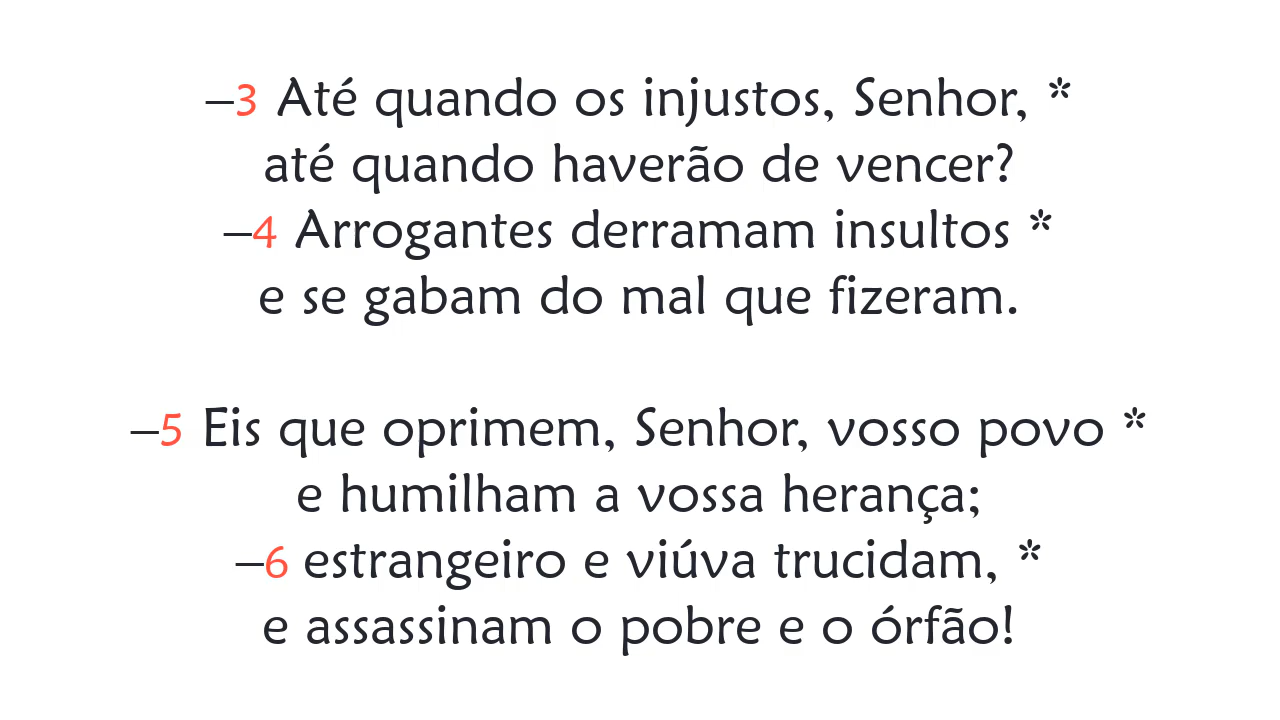 –3 Até quando os injustos, Senhor, *
até quando haverão de vencer?
–4 Arrogantes derramam insultos *
e se gabam do mal que fizeram.
–5 Eis que oprimem, Senhor, vosso povo *
e humilham a vossa herança;
–6 estrangeiro e viúva trucidam, *
e assassinam o pobre e o órfão!